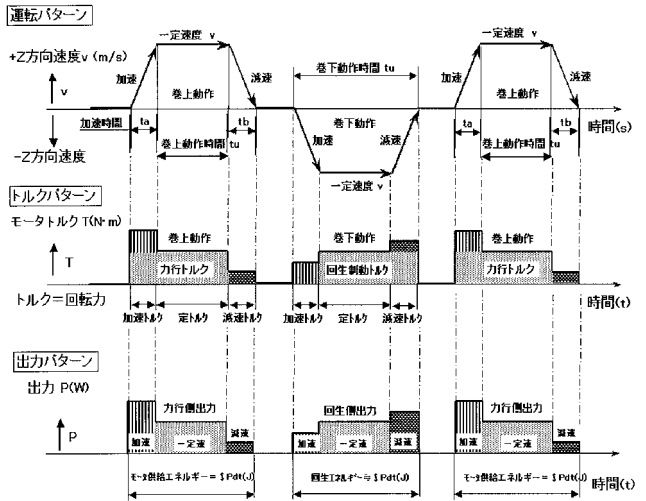 運転パターン
一定速度 v
一定速度 v
+Z方向速度v (m/s)
加速
減速
巻下動作時間 tu
加速
減速
v
巻上動作
巻下動作
巻上動作
加速時間
ta
tb
加速
減速
ta
tb
時間(s)
巻上動作時間 tu
巻上動作時間 tu
-Z方向速度
一定速度 v
トルクパターン
モータトルク T(N・m)
巻上動作
巻下動作
巻上動作
T
力行トルク
回生制動トルク
力行トルク
トルク=回転力
時間(t)
加速トルク
定トルク
減速トルク
加速トルク
定トルク
減速トルク
出力パターン
出力 P(W)
力行側出力
回生側出力
力行側出力
P
加速
一定速
減速
加速
一定速
減速
加速
一定速
減速
モータ供給エネルギー= ∫Pdt(J)
回生エネルギー≒ ∫Pdt(J)
モータ供給エネルギー= ∫Pdt(J)
時間(t)